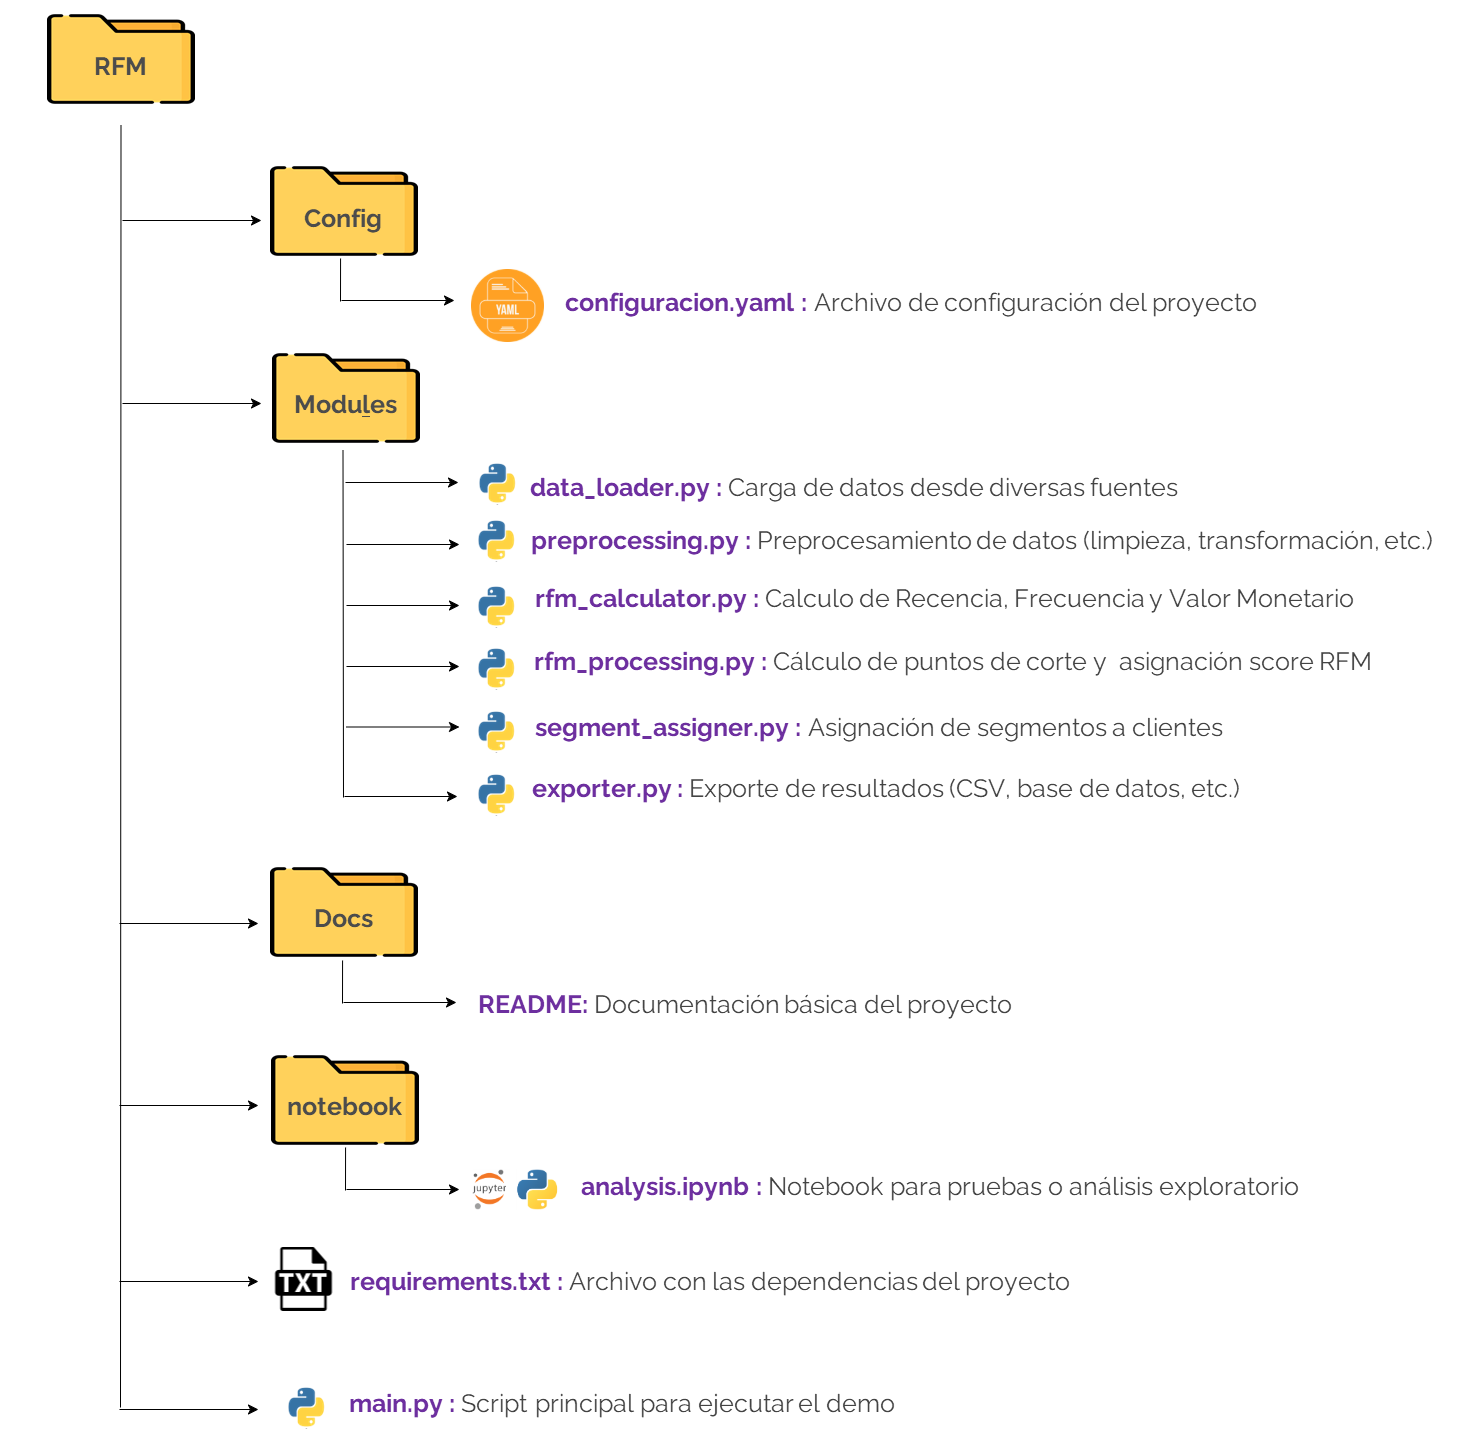 RFM
Config
YAML
configuracion.yaml : Archivo de configuración del proyecto
Modules
data_loader.py : Carga de datos desde diversas fuentes
preprocessing.py : Preprocesamiento de datos (limpieza, transformación, etc.)
rfm_calculator.py : Calculo de Recencia, Frecuencia y Valor Monetario
rfm_processing.py : Cálculo de puntos de corte y asignación score RFM
segment_assigner.py : Asignación de segmentos a clientes
exporter.py : Exporte de resultados (CSV, base de datos, etc.)
Docs
README: Documentación básica del proyecto
notebook
jupyter
analysis.ipynb : Notebook para pruebas o análisis exploratorio
TXT
requirements.txt : Archivo con las dependencias del proyecto
main.py : Script principal para ejecutar el demo